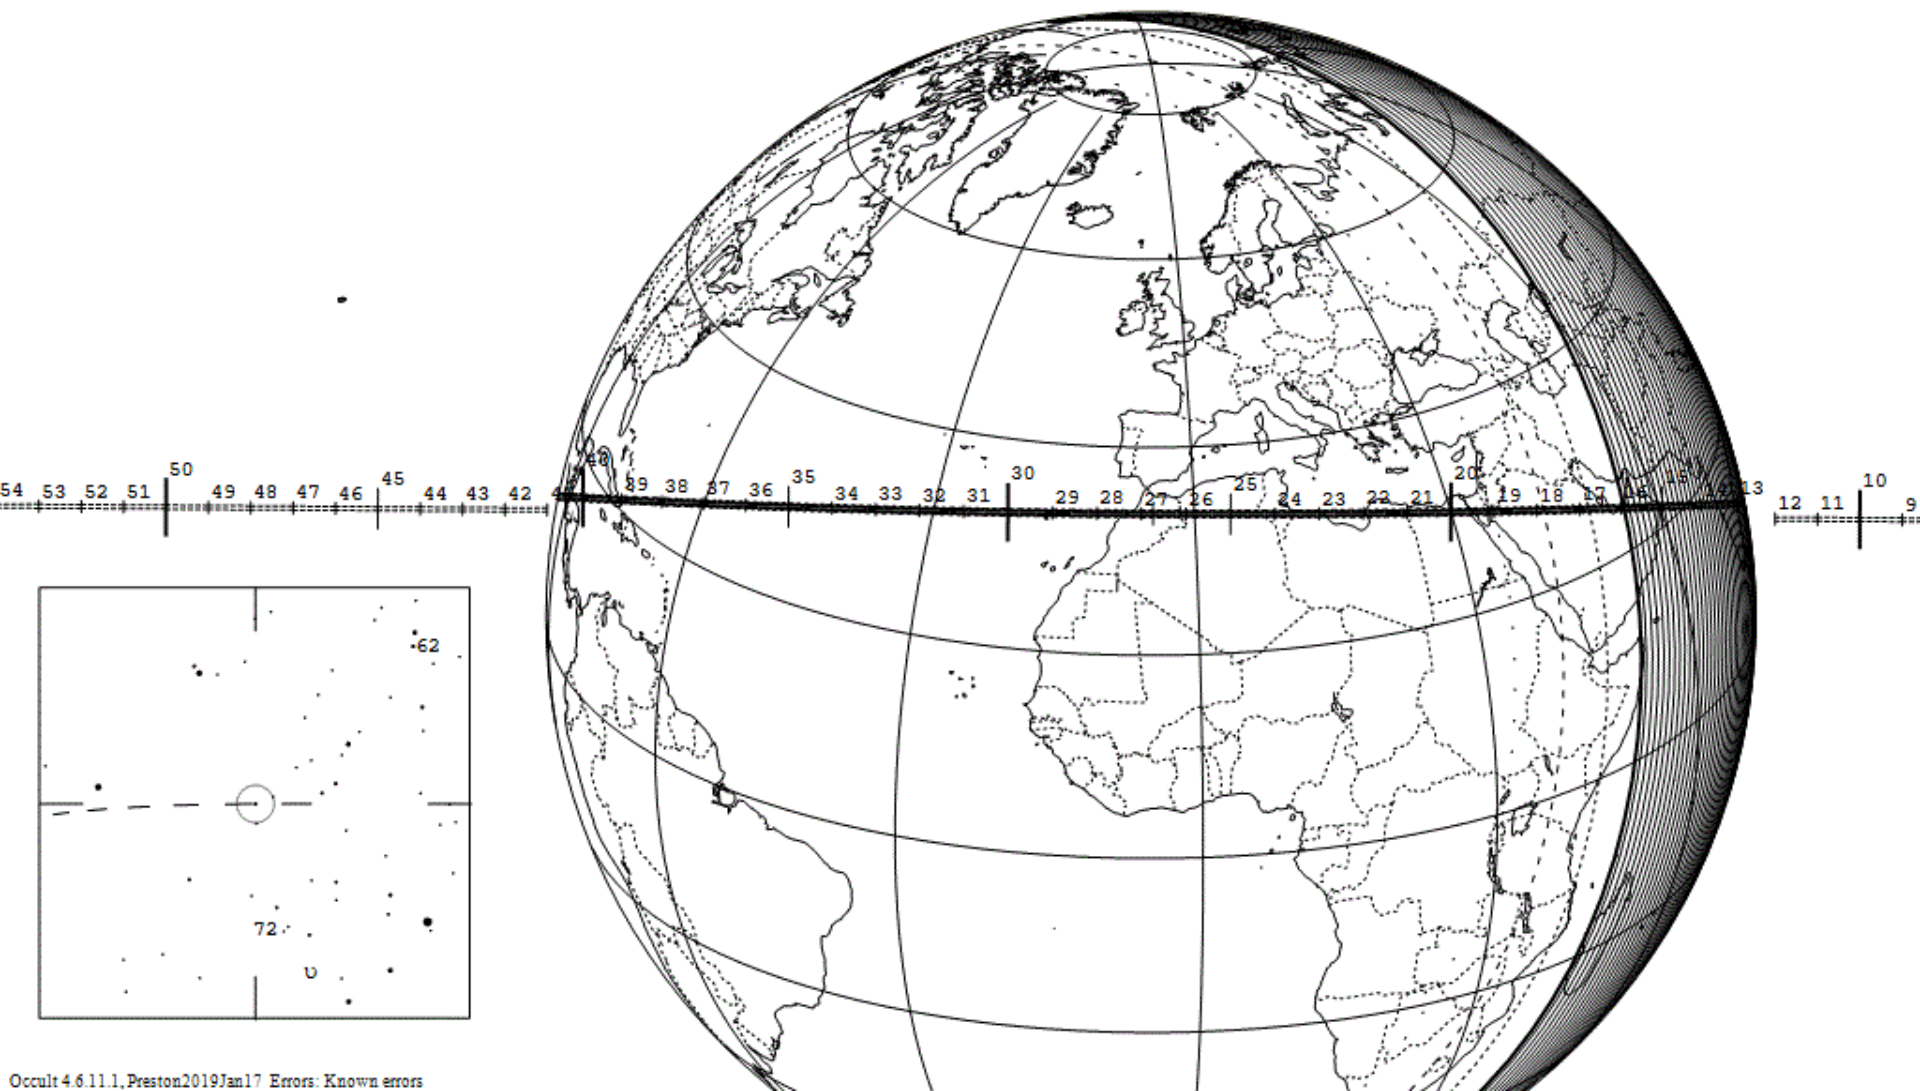 50 45 40 35 30 25 20 15 10
54 53 52 51 49 48 47 46 44 43 42 39 38 37 36 34 33 32 31 29 28 27 26 24 23 22 21 19 18 17 16 13 12 11 9
62
72
υ
Occult 4.6.11.1, Preston2019Jan17 Errors: Known errors